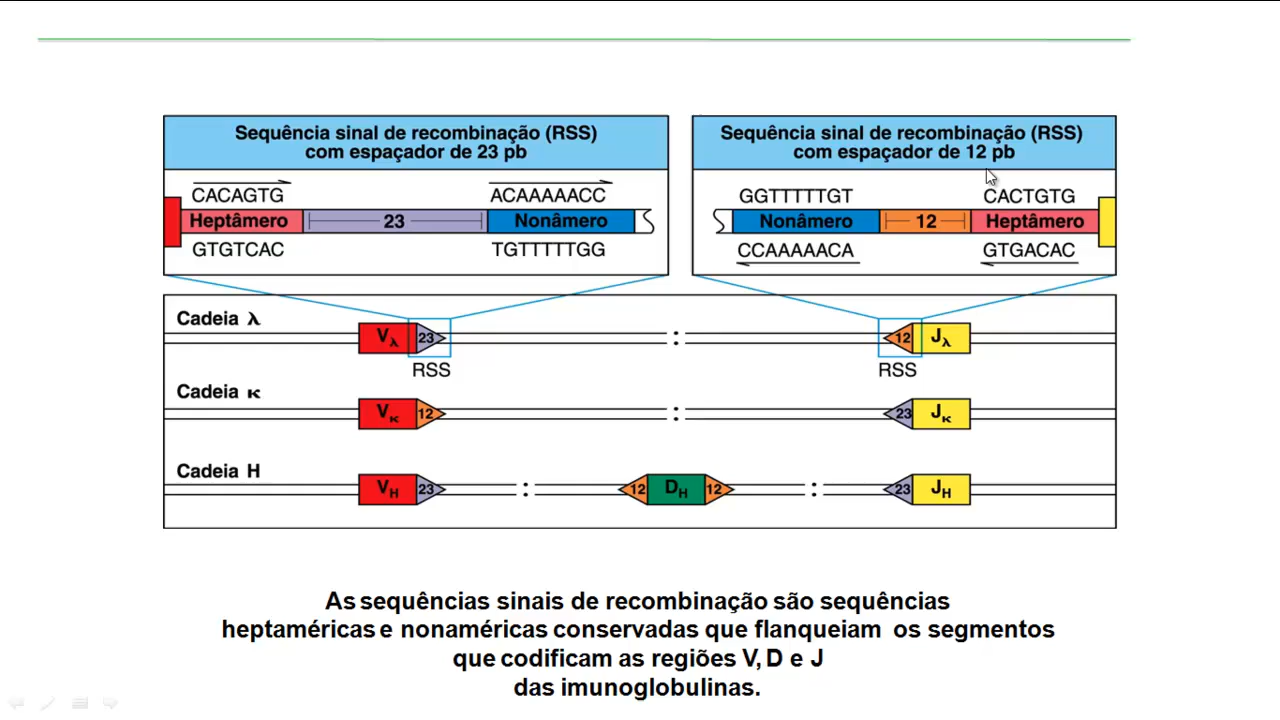 Sequência sinal de recombinação (RSS)
com espaçador de 23 pb
CACAGTG
ACAAAAACC
Heptâmero
23
Nonâmero
GTGTCAC
TGTTTTTGG
Sequência sinal de recombinação (RSS)
com espaçador de 12 pb
GGTTTTTGT
CACTGTG
Nonâmero
12
Heptâmero
CCAAAAACA
GTGACAC
Cadeia λ
Vλ
23
:
12
Jλ
RSS
RSS
Cadeia κ
Vκ
12
:
23
Jκ
Cadeia H
VH
23
:
12
DH
12
:
23
JH
As sequências sinais de recombinação são sequências
heptaméricas e nonaméricas conservadas que flanqueiam os segmentos
que codificam as regiões V, D e J
das imunoglobulinas.